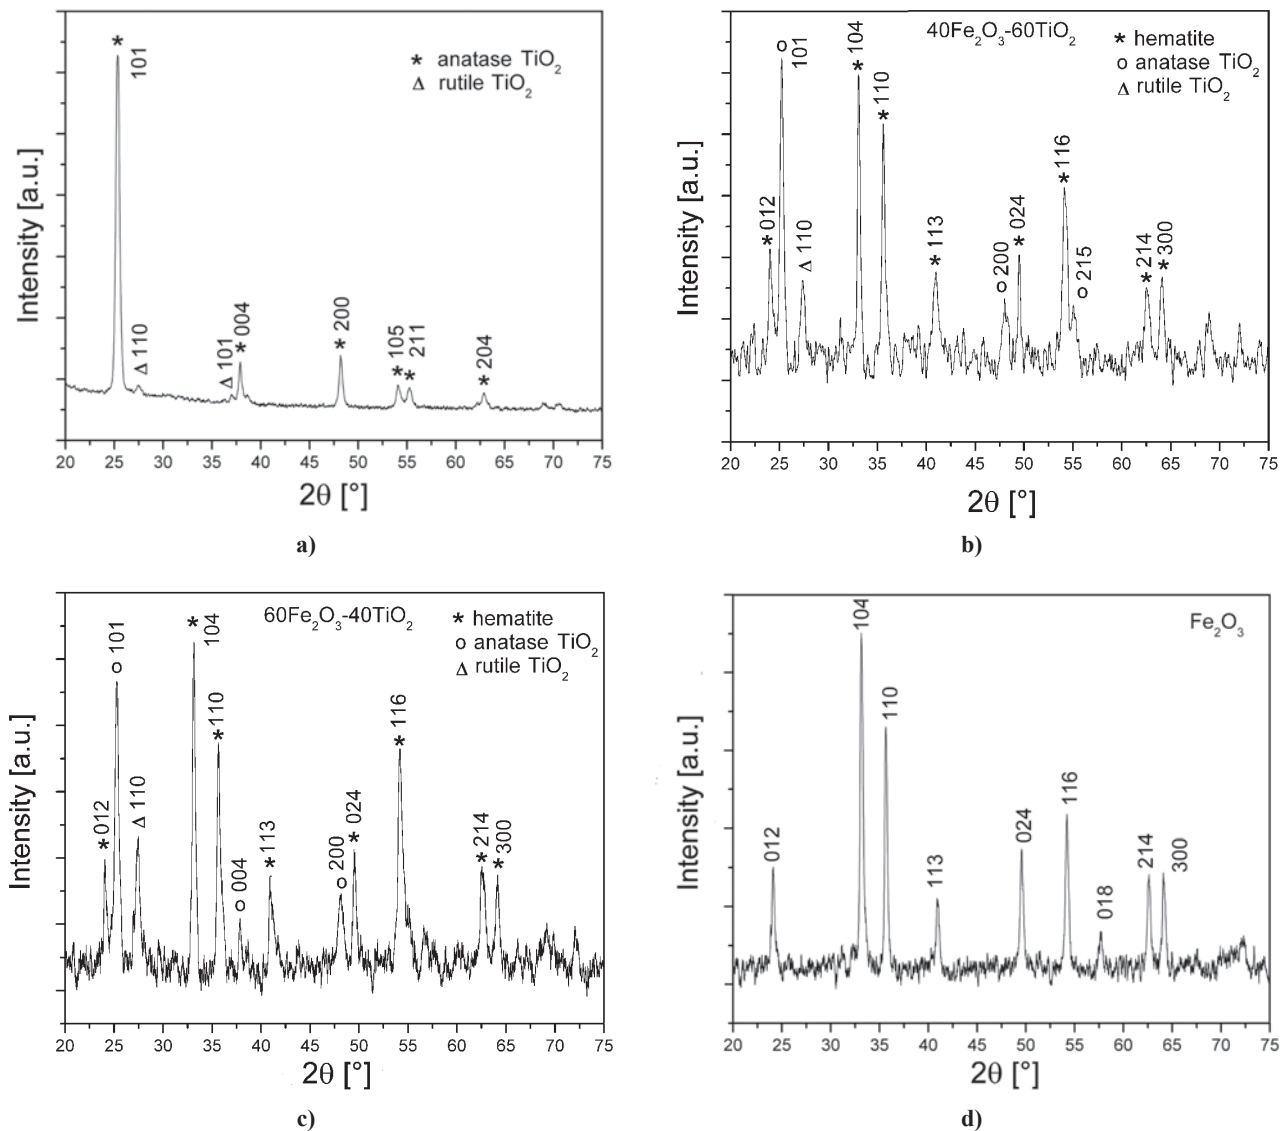 * 101
* anatase TiO₂
Δ rutile TiO₂
Δ 110
Δ 101
* 004
* 200
* 105
* 211
* 204
Intensity [a.u.]
20 25 30 35 40 45 50 55 60 65 70 75
2θ [°]
a)
40Fe₂O₃-60TiO₂
* hematite
o anatase TiO₂
Δ rutile TiO₂
* 012
o 101
Δ 110
* 104
* 110
* 113
o 200
* 024
* 116
o 215
* 214
* 300
Intensity [a.u.]
20 25 30 35 40 45 50 55 60 65 70 75
2θ [°]
b)
60Fe₂O₃-40TiO₂
* hematite
o anatase TiO₂
Δ rutile TiO₂
* 012
o 101
Δ 110
* 104
* 110
o 004
* 113
o 200
* 024
* 116
* 214
* 300
Intensity [a.u.]
20 25 30 35 40 45 50 55 60 65 70 75
2θ [°]
c)
Fe₂O₃
012
104
110
113
024
116
018
214
300
Intensity [a.u.]
20 25 30 35 40 45 50 55 60 65 70 75
2θ [°]
d)